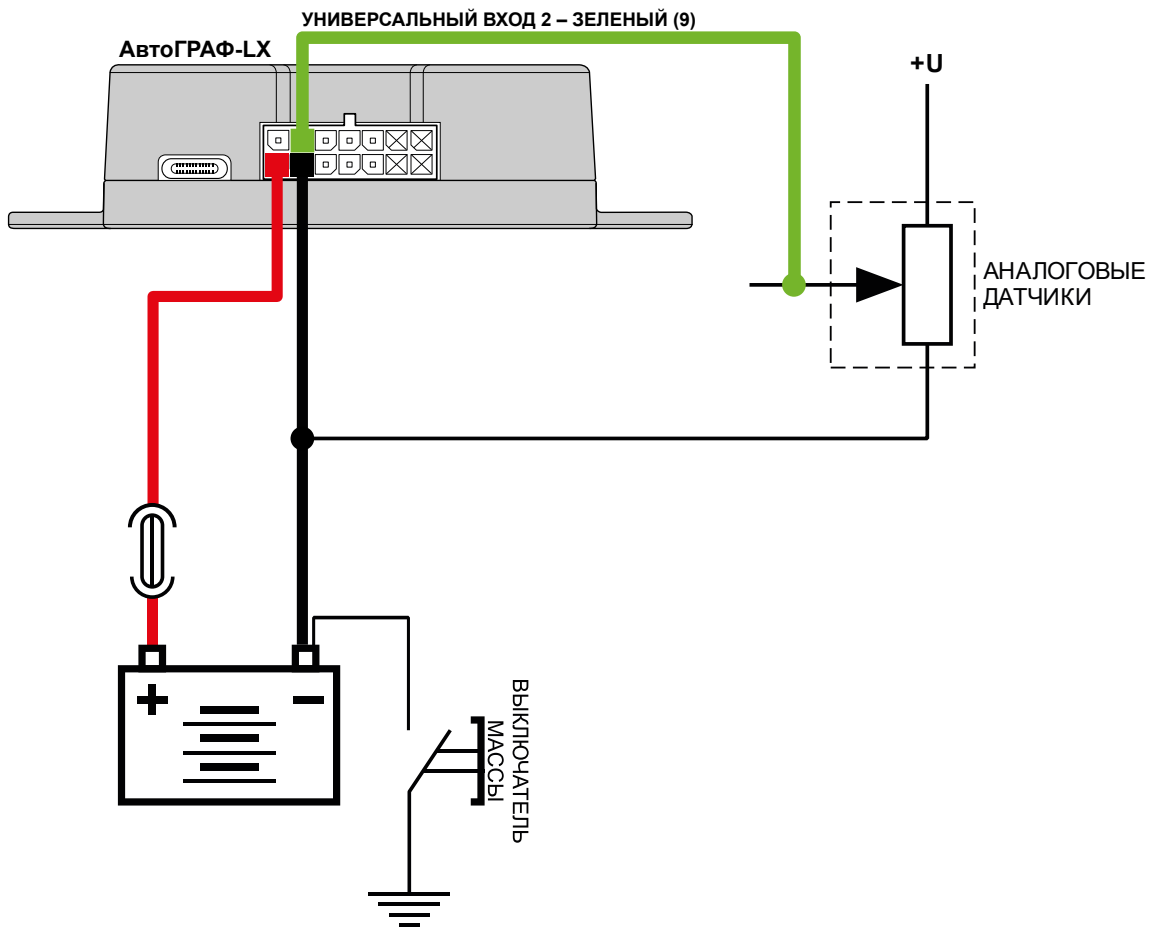 УНИВЕРСАЛЬНЫЙ ВХОД 2 – ЗЕЛЕНЫЙ (9)
АвтоГРАФ-LX
+U
АНАЛОГОВЫЕ
ДАТЧИКИ
ВЫКЛЮЧАТЕЛЬ
МАССЫ